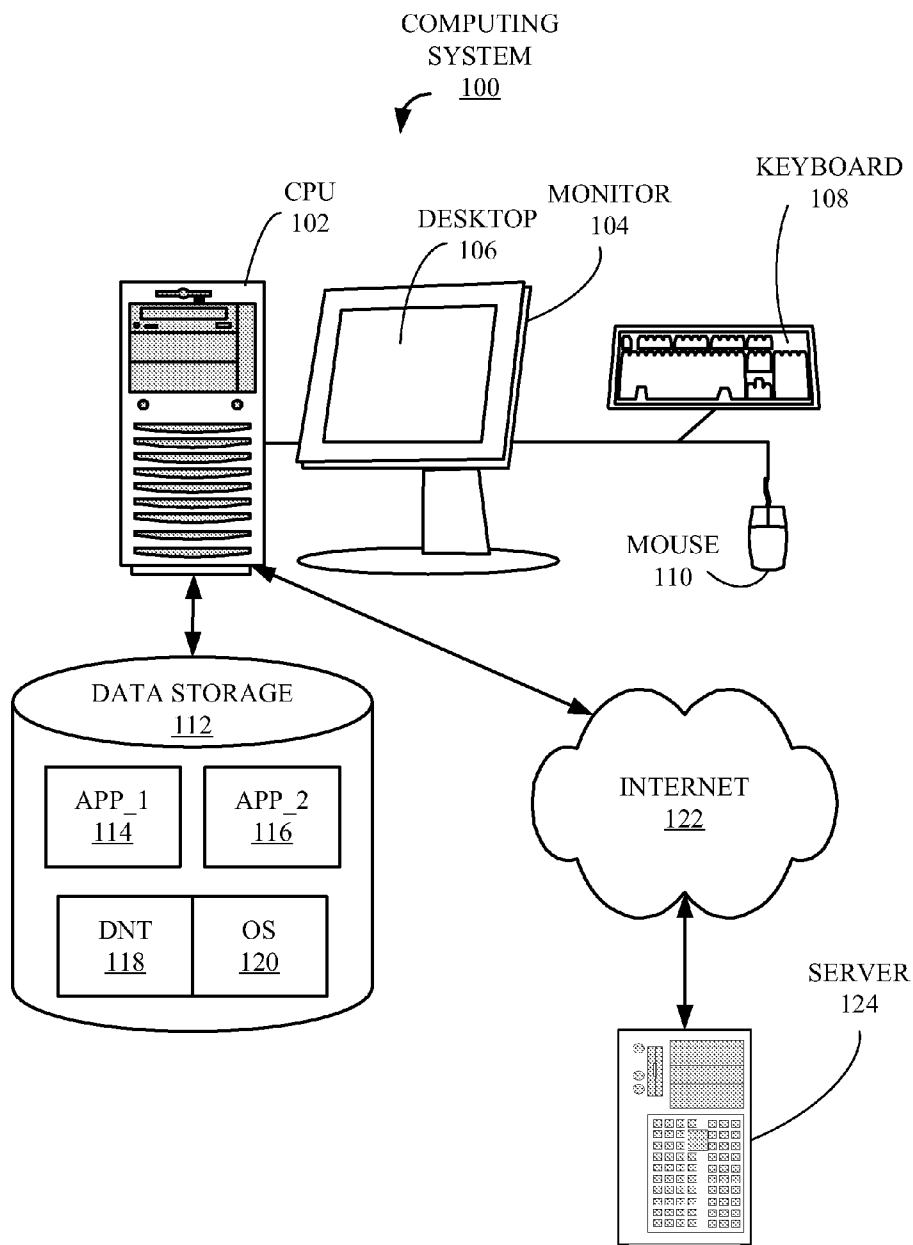 COMPUTING
SYSTEM
100
KEYBOARD
108
CPU
102
MONITOR
104
DESKTOP
106
MOUSE
110
DATA STORAGE
112
APP_1
114
APP_2
116
DNT
118
OS
120
INTERNET
122
SERVER
124